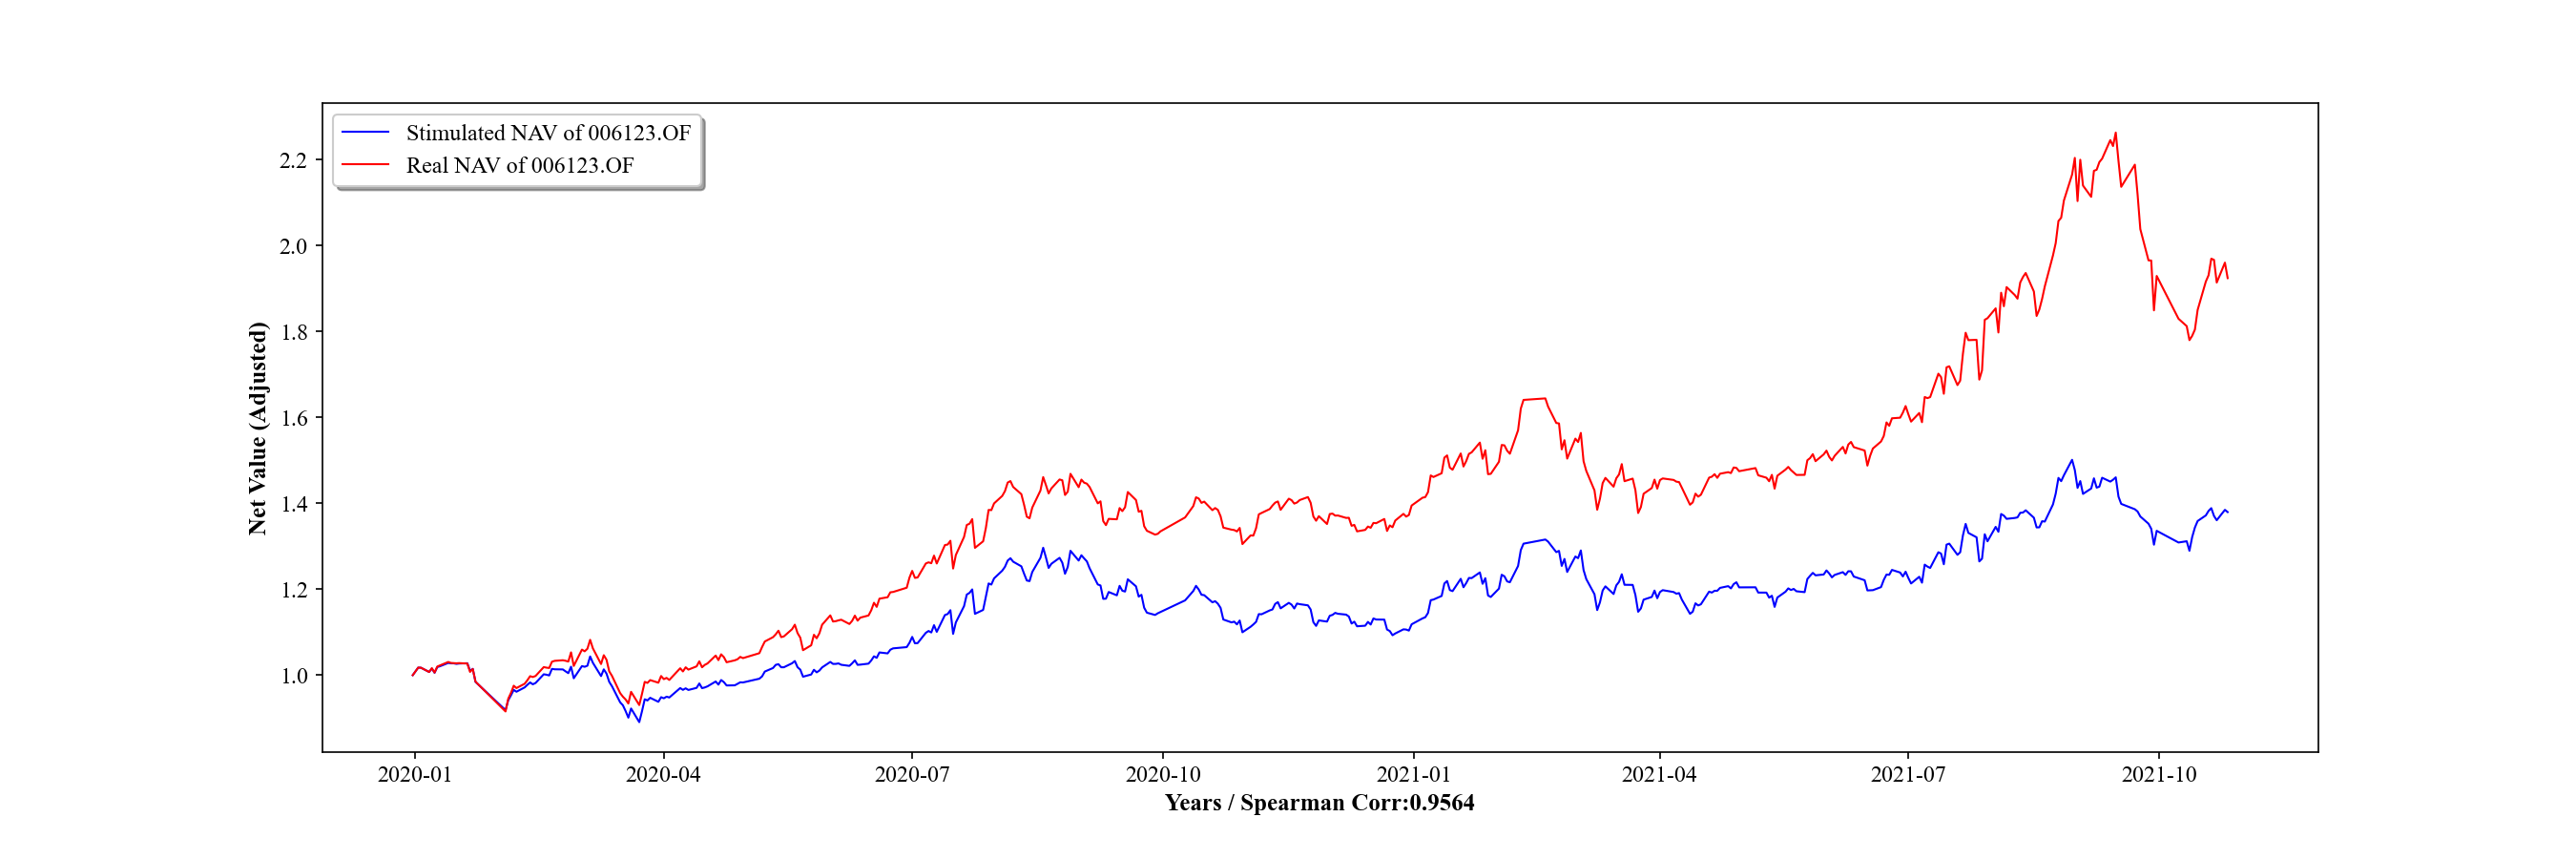 Stimulated NAV of 006123.OF
Real NAV of 006123.OF
2.2
2.0
1.8
1.6
1.4
1.2
1.0
Net Value (Adjusted)
2020-01 2020-04 2020-07 2020-10 2021-01 2021-04 2021-07 2021-10
Years / Spearman Corr:0.9564